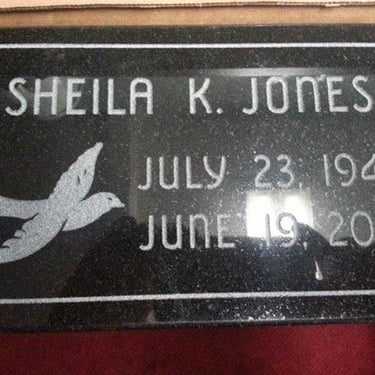 SHEILA K. JONES
JULY 23, 194
JUNE 19, 20